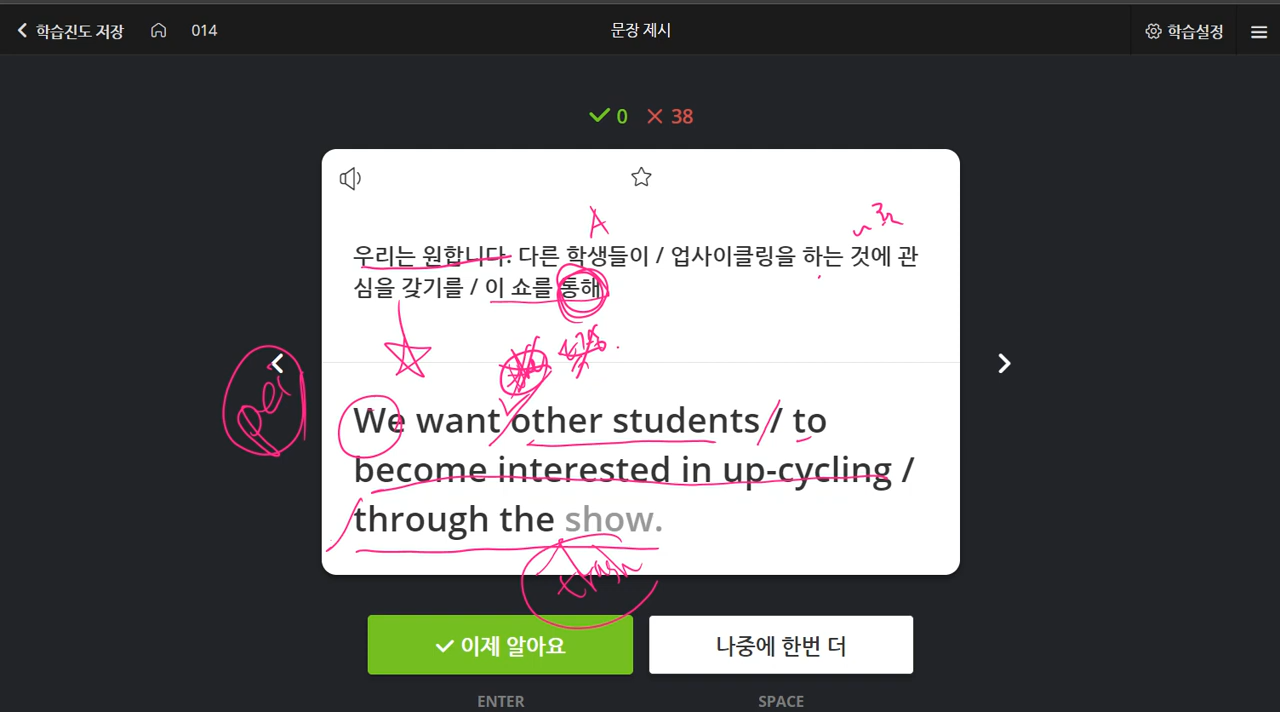 학습진도 저장 014 문장 제시 학습설정
0 38
A
우리는 원합니다. 다른 학생들이 / 업사이클링을 하는 것에 관
심을 갖기를 / 이 쇼를 통해
We want other students / to
become interested in up-cycling /
through the show.
trash
이제 알아요 나중에 한번 더
ENTER SPACE